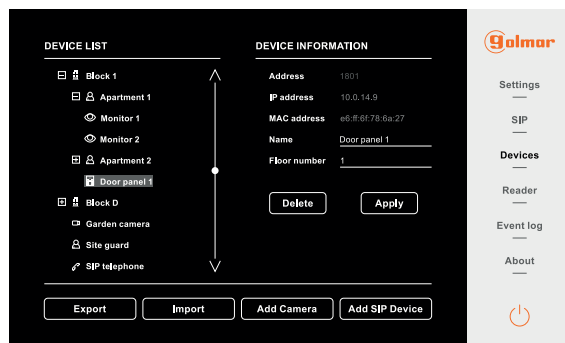 DEVICE LIST
Block 1
Apartment 1
Monitor 1
Monitor 2
Apartment 2
Door panel 1
Block D
Garden camera
Site guard
SIP telephone
DEVICE INFORMATION
Address 1801
IP address 10.0.14.9
MAC address e6:ff:6f:78:6a:27
Name Door panel 1
Floor number 1
Delete Apply
Export Import Add Camera Add SIP Device
golmar
Settings
SIP
Devices
Reader
Event log
About